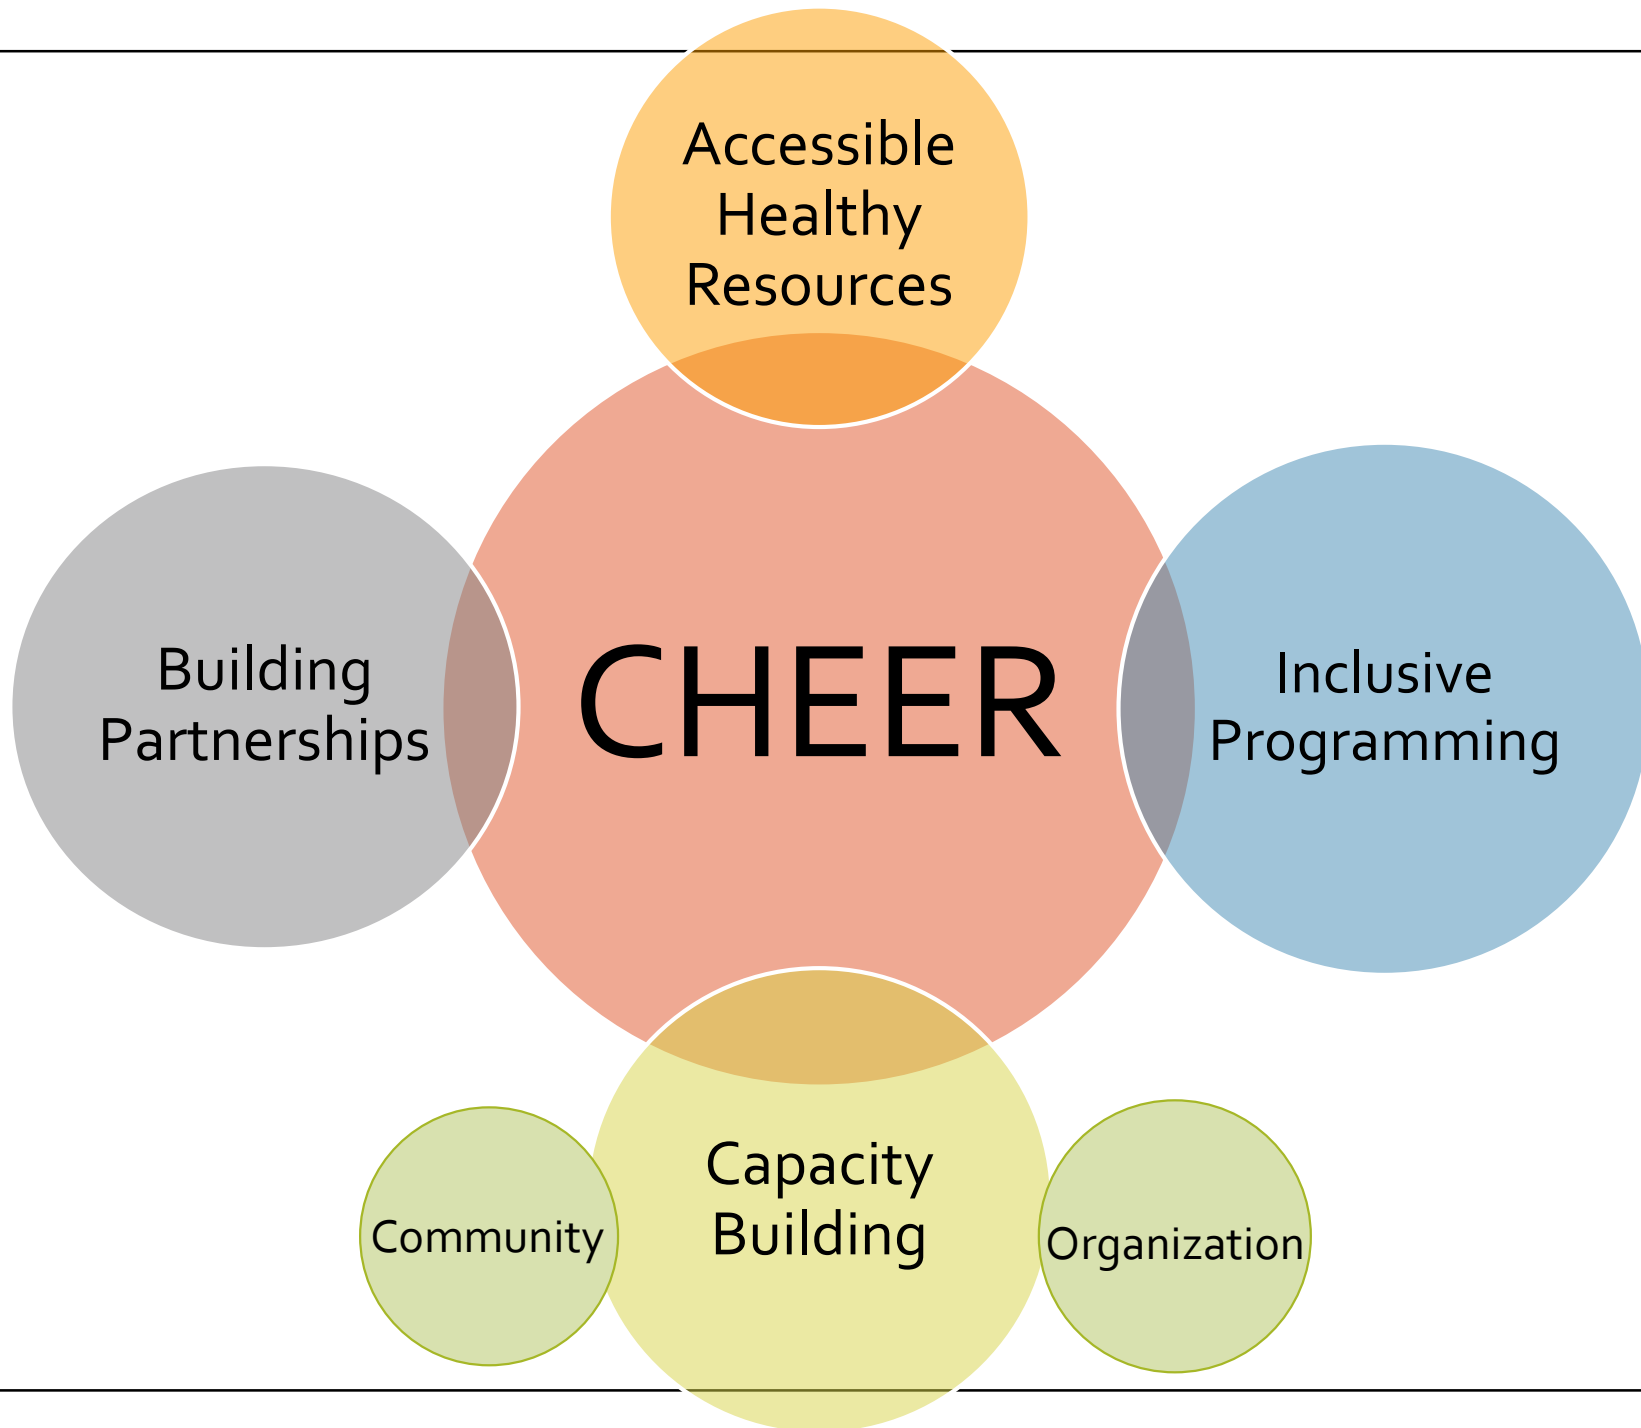 Accessible
Healthy
Resources
Building
Partnerships
CHEER
Inclusive
Programming
Capacity
Building
Community
Organization